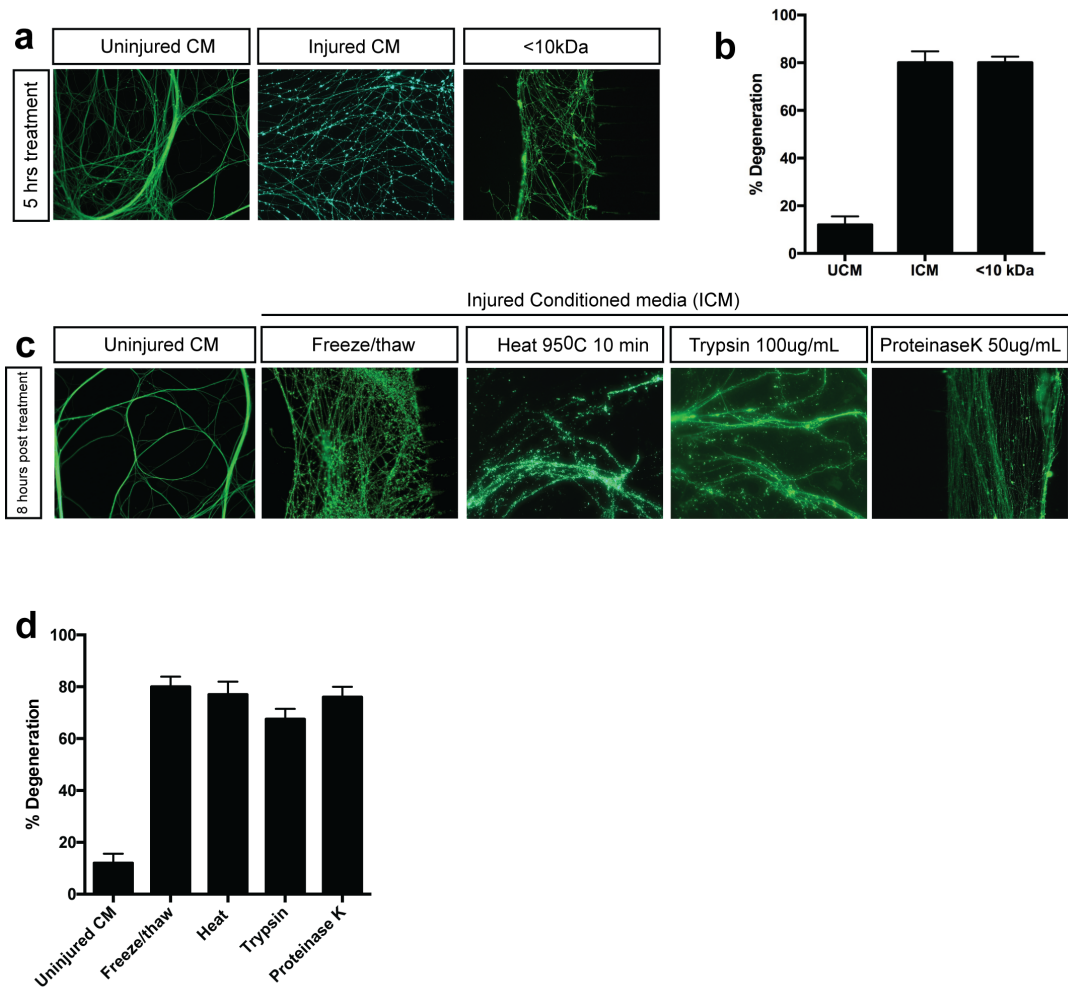 a
Uninjured CM
Injured CM
<10kDa
5 hrs treatment
b
% Degeneration
100
80
60
40
20
0
UCM
ICM
<10 kDa
Injured Conditioned media (ICM)
c
Uninjured CM
Freeze/thaw
Heat 95⁰C 10 min
Trypsin 100ug/mL
ProteinaseK 50ug/mL
8 hours post treatment
d
% Degeneration
100
80
60
40
20
0
Uninjured CM
Freeze/thaw
Heat
Trypsin
Proteinase K